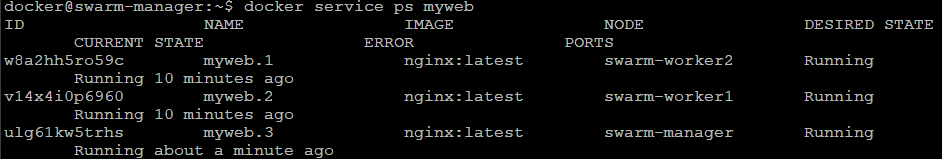 docker@swarm-manager:~$ docker service ps myweb
ID NAME IMAGE NODE DESIRED STATE
CURRENT STATE ERROR PORTS
w8a2hh5ro59c myweb.1 nginx:latest swarm-worker2 Running
Running 10 minutes ago
v14x4i0p6960 myweb.2 nginx:latest swarm-worker1 Running
Running 10 minutes ago
ulg61kw5trhs myweb.3 nginx:latest swarm-manager Running
Running about a minute ago